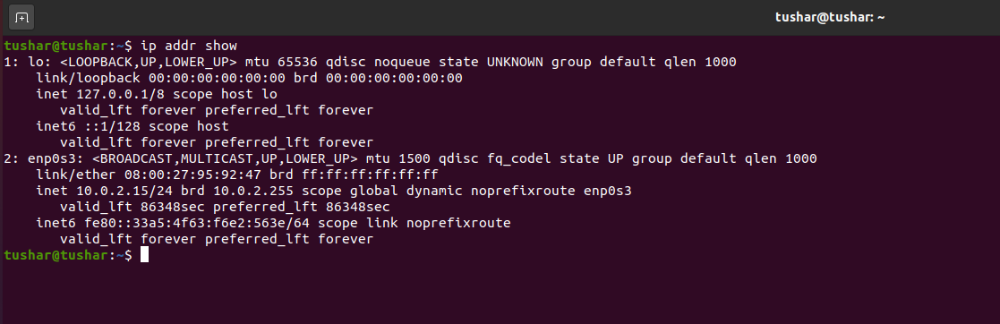 tushar@tushar: ~
tushar@tushar:~$ ip addr show
1: lo: <LOOPBACK,UP,LOWER_UP> mtu 65536 qdisc noqueue state UNKNOWN group default qlen 1000
    link/loopback 00:00:00:00:00:00 brd 00:00:00:00:00:00
    inet 127.0.0.1/8 scope host lo
       valid_lft forever preferred_lft forever
    inet6 ::1/128 scope host
       valid_lft forever preferred_lft forever
2: enp0s3: <BROADCAST,MULTICAST,UP,LOWER_UP> mtu 1500 qdisc fq_codel state UP group default qlen 1000
    link/ether 08:00:27:95:92:47 brd ff:ff:ff:ff:ff:ff
    inet 10.0.2.15/24 brd 10.0.2.255 scope global dynamic noprefixroute enp0s3
       valid_lft 86348sec preferred_lft 86348sec
    inet6 fe80::33a5:4f63:f6e2:563e/64 scope link noprefixroute
       valid_lft forever preferred_lft forever
tushar@tushar:~$